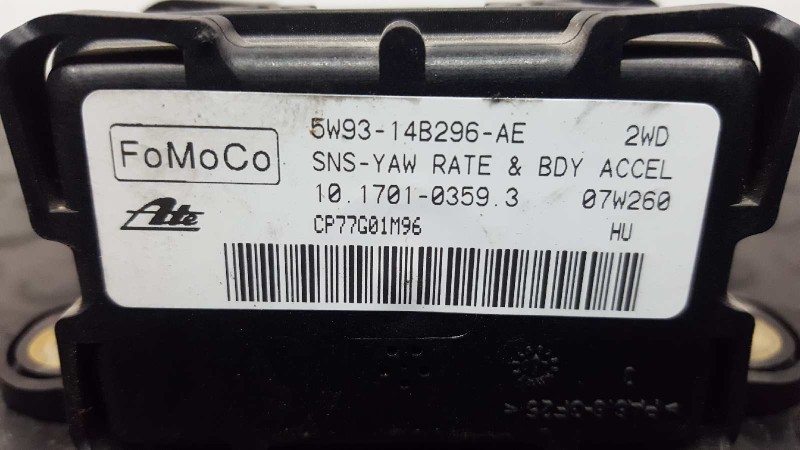 FoMoCo
Ate
5W93-14B296-AE 2WD
SNS-YAW RATE & BDY ACCEL
10.1701-0359.3 07W260
CP77G01M96 HU